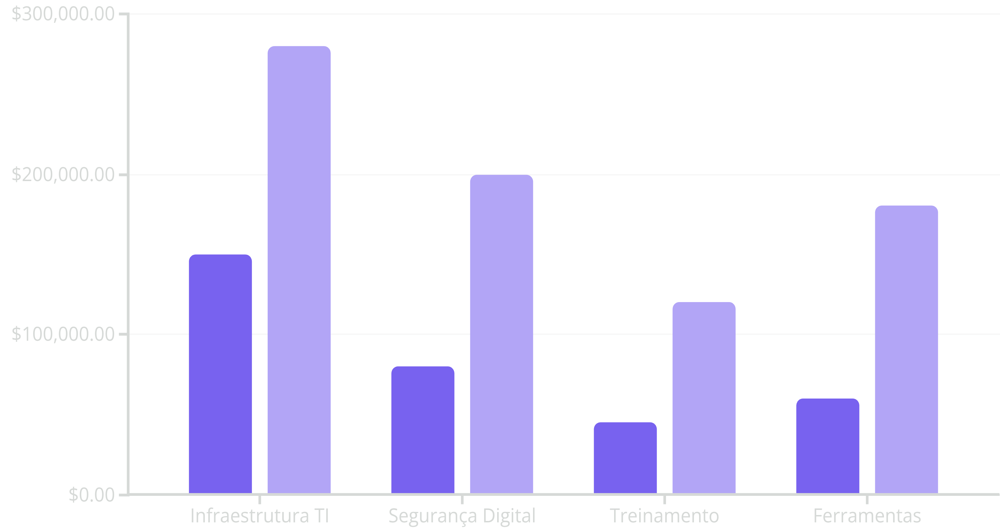 $300,000.00
$200,000.00
$100,000.00
$0.00
Infraestrutura TI
Segurança Digital
Treinamento
Ferramentas